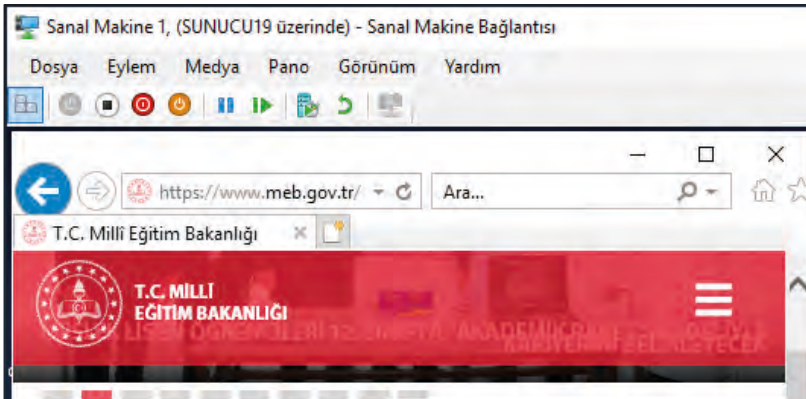 Sanal Makine 1, (SUNUCU19 üzerinde) - Sanal Makine Bağlantısı
Dosya Eylem Medya Pano Görünüm Yardım
https://www.meb.gov.tr/ Ara...
T.C. Millî Eğitim Bakanlığı
T.C. MİLLÎ
EĞİTİM BAKANLIĞI